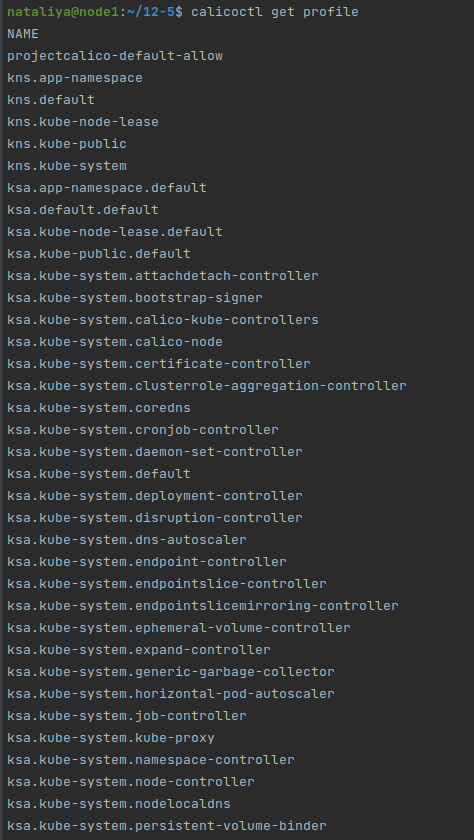 nataliya@node1:~/12-5$ calicoctl get profile
NAME
projectcalico-default-allow
kns.app-namespace
kns.default
kns.kube-node-lease
kns.kube-public
kns.kube-system
ksa.app-namespace.default
ksa.default.default
ksa.kube-node-lease.default
ksa.kube-public.default
ksa.kube-system.attachdetach-controller
ksa.kube-system.bootstrap-signer
ksa.kube-system.calico-kube-controllers
ksa.kube-system.calico-node
ksa.kube-system.certificate-controller
ksa.kube-system.clusterrole-aggregation-controller
ksa.kube-system.coredns
ksa.kube-system.cronjob-controller
ksa.kube-system.daemon-set-controller
ksa.kube-system.default
ksa.kube-system.deployment-controller
ksa.kube-system.disruption-controller
ksa.kube-system.dns-autoscaler
ksa.kube-system.endpoint-controller
ksa.kube-system.endpointslice-controller
ksa.kube-system.endpointslicemirroring-controller
ksa.kube-system.ephemeral-volume-controller
ksa.kube-system.expand-controller
ksa.kube-system.generic-garbage-collector
ksa.kube-system.horizontal-pod-autoscaler
ksa.kube-system.job-controller
ksa.kube-system.kube-proxy
ksa.kube-system.namespace-controller
ksa.kube-system.node-controller
ksa.kube-system.nodelocaldns
ksa.kube-system.persistent-volume-binder